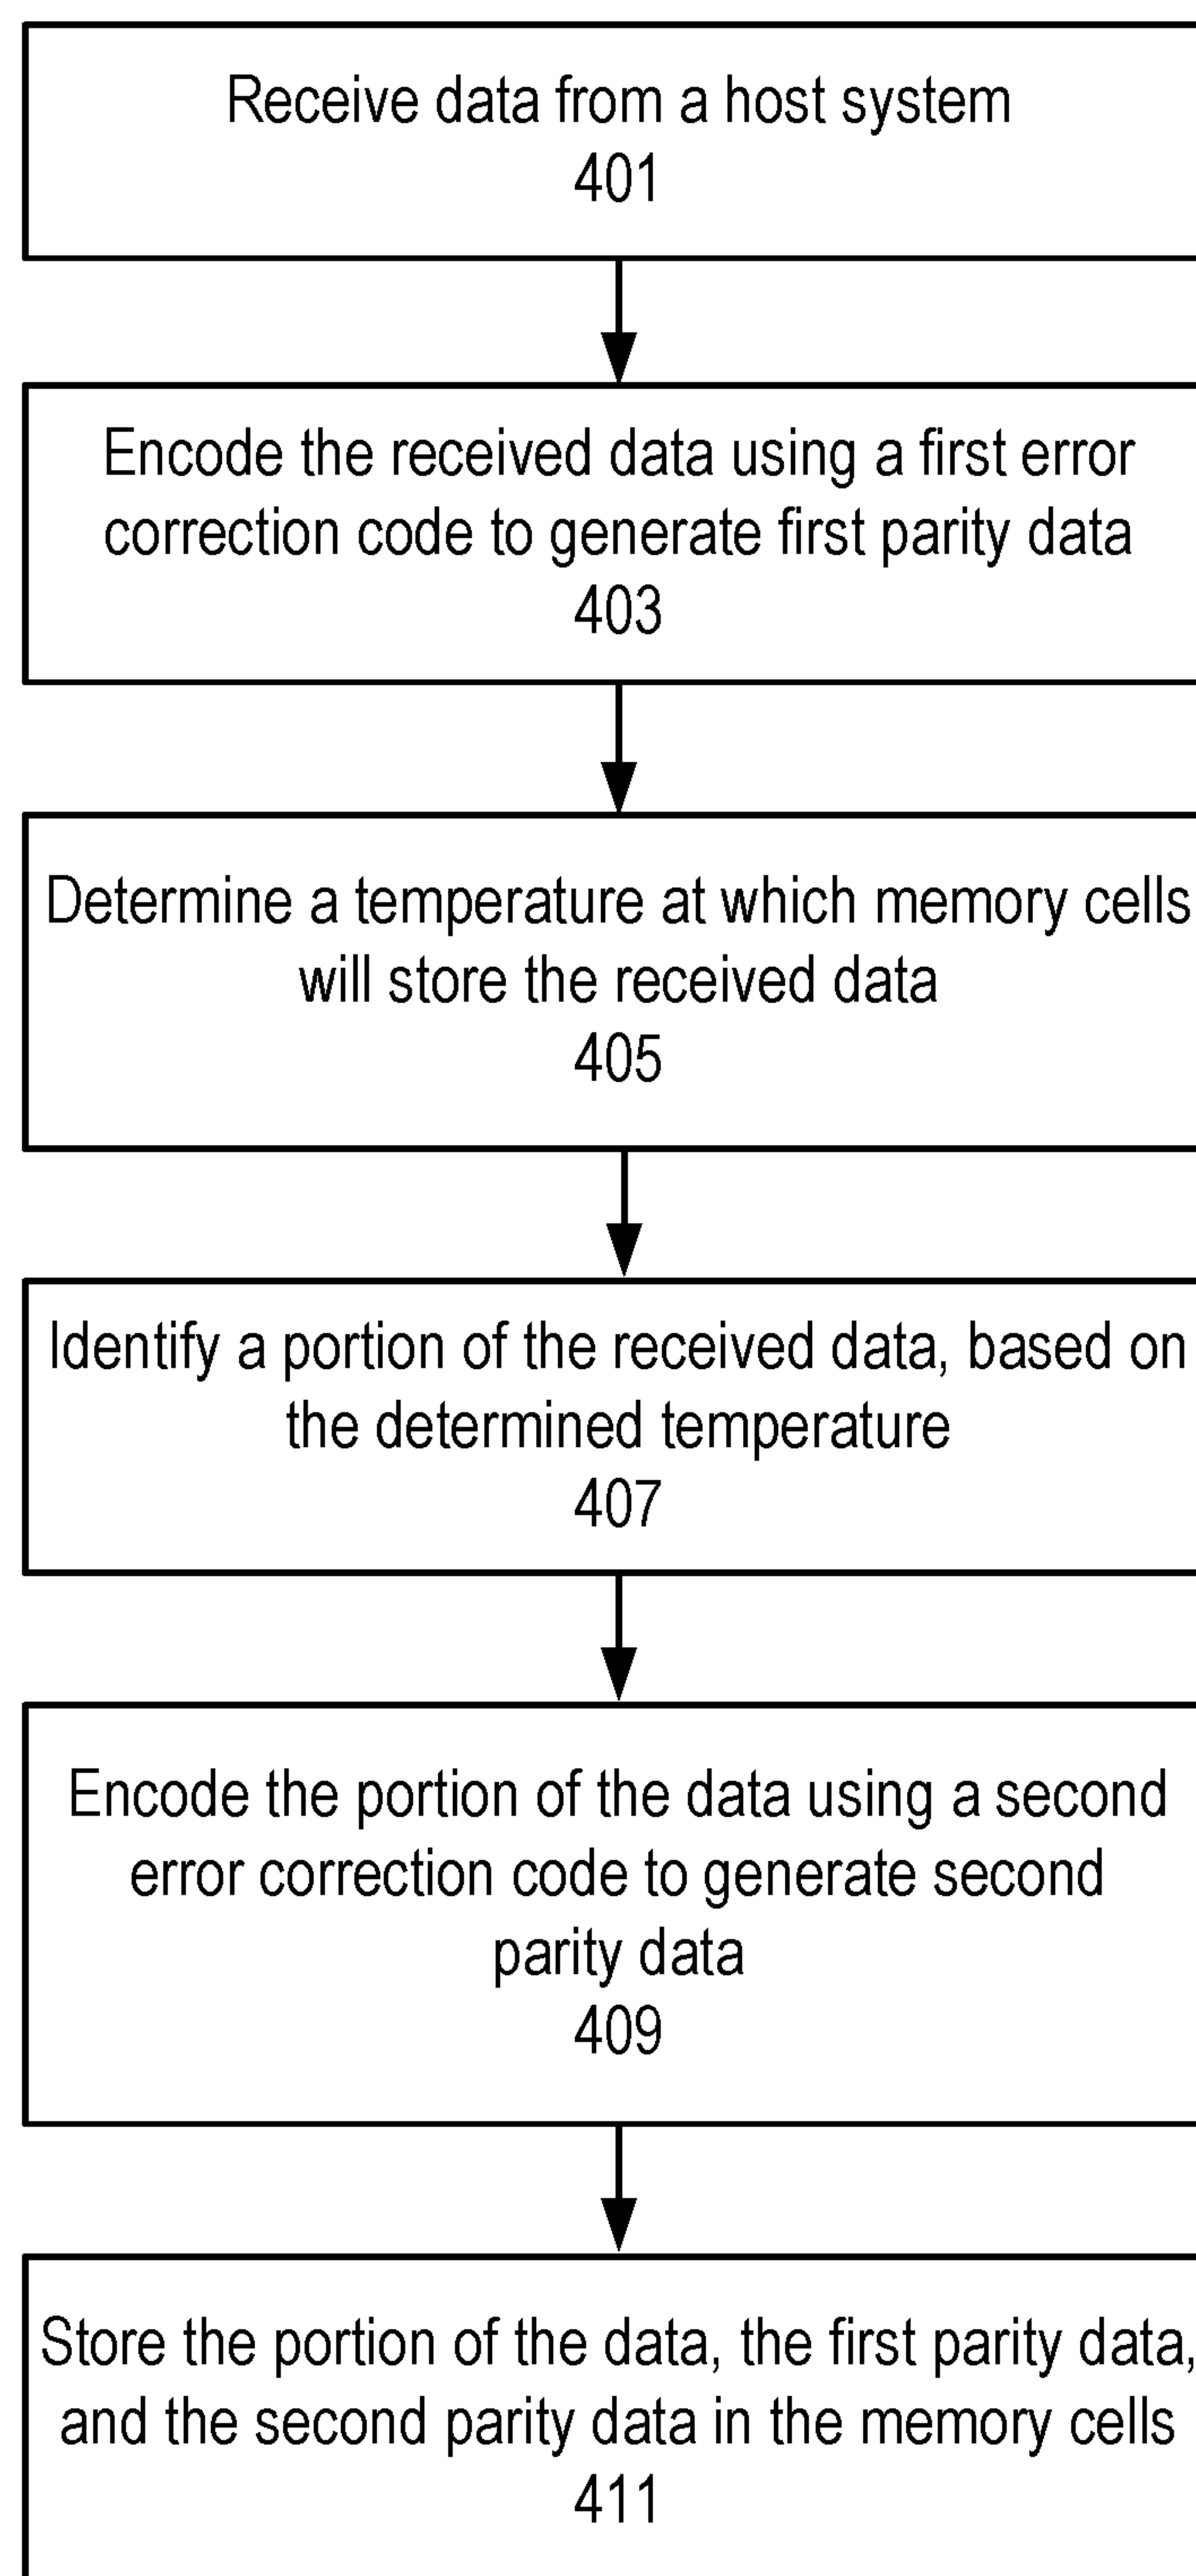 Receive data from a host system
401
Encode the received data using a first error
correction code to generate first parity data
403
Determine a temperature at which memory cells
will store the received data
405
Identify a portion of the received data, based on
the determined temperature
407
Encode the portion of the data using a second
error correction code to generate second
parity data
409
Store the portion of the data, the first parity data,
and the second parity data in the memory cells
411